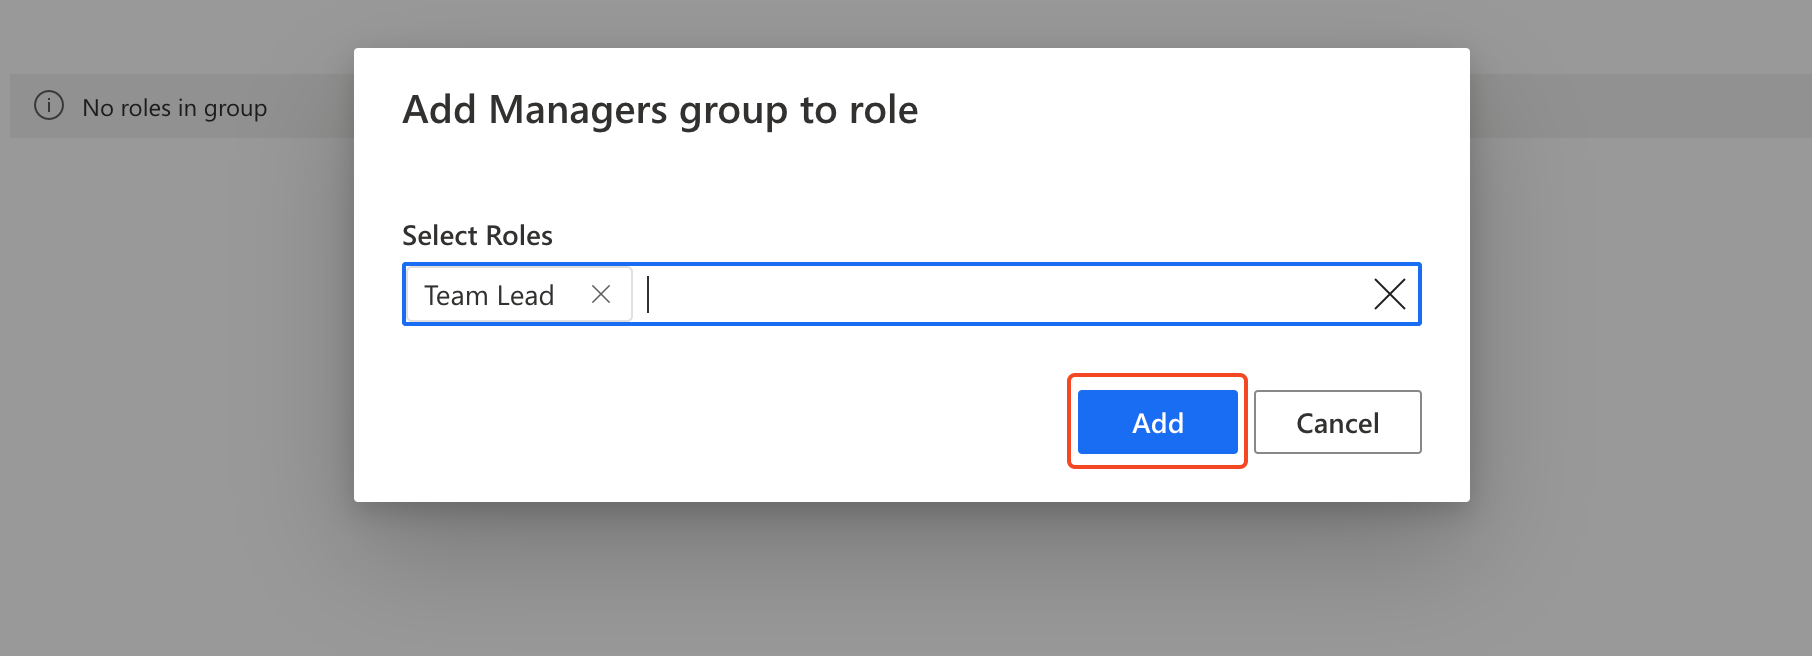 No roles in group
Add Managers group to role
Select Roles
Team Lead
Add
Cancel